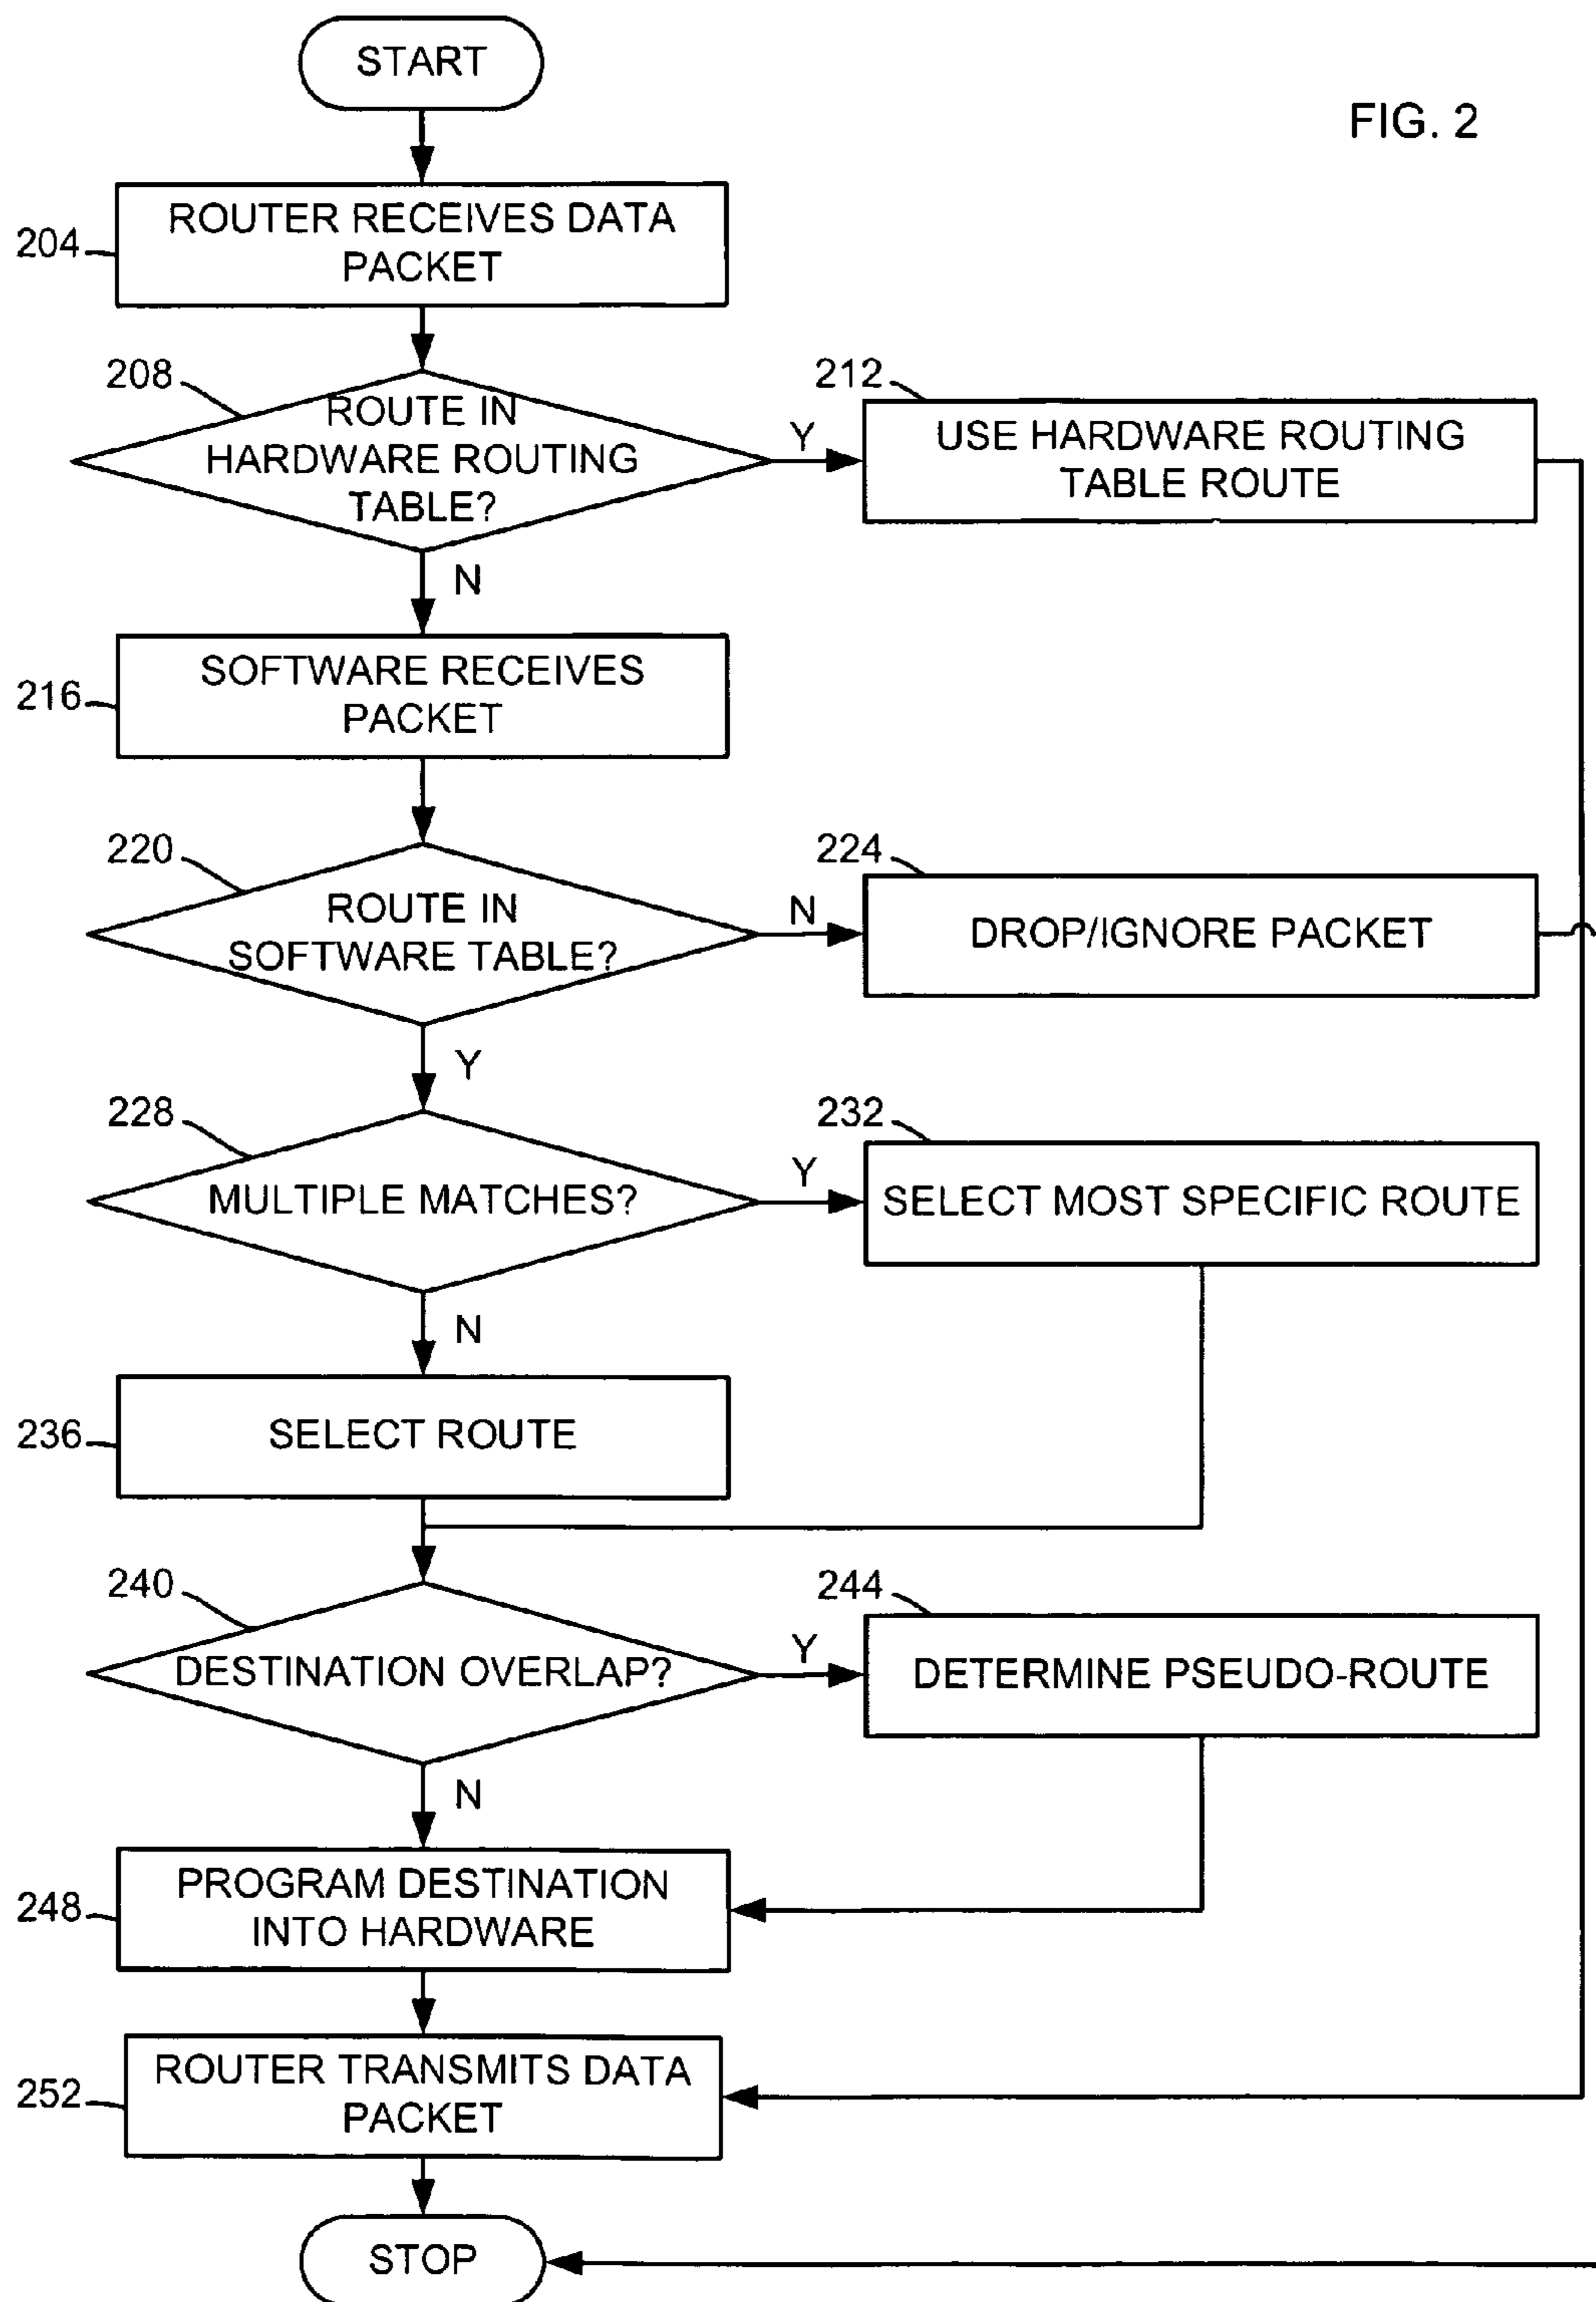 START
FIG. 2
204
ROUTER RECEIVES DATA
PACKET
208
ROUTE IN
HARDWARE ROUTING
TABLE?
Y
212
USE HARDWARE ROUTING
TABLE ROUTE
N
216
SOFTWARE RECEIVES
PACKET
220
ROUTE IN
SOFTWARE TABLE?
N
224
DROP/IGNORE PACKET
Y
228
MULTIPLE MATCHES?
Y
232
SELECT MOST SPECIFIC ROUTE
N
236
SELECT ROUTE
240
DESTINATION OVERLAP?
Y
244
DETERMINE PSEUDO-ROUTE
N
248
PROGRAM DESTINATION
INTO HARDWARE
252
ROUTER TRANSMITS DATA
PACKET
STOP